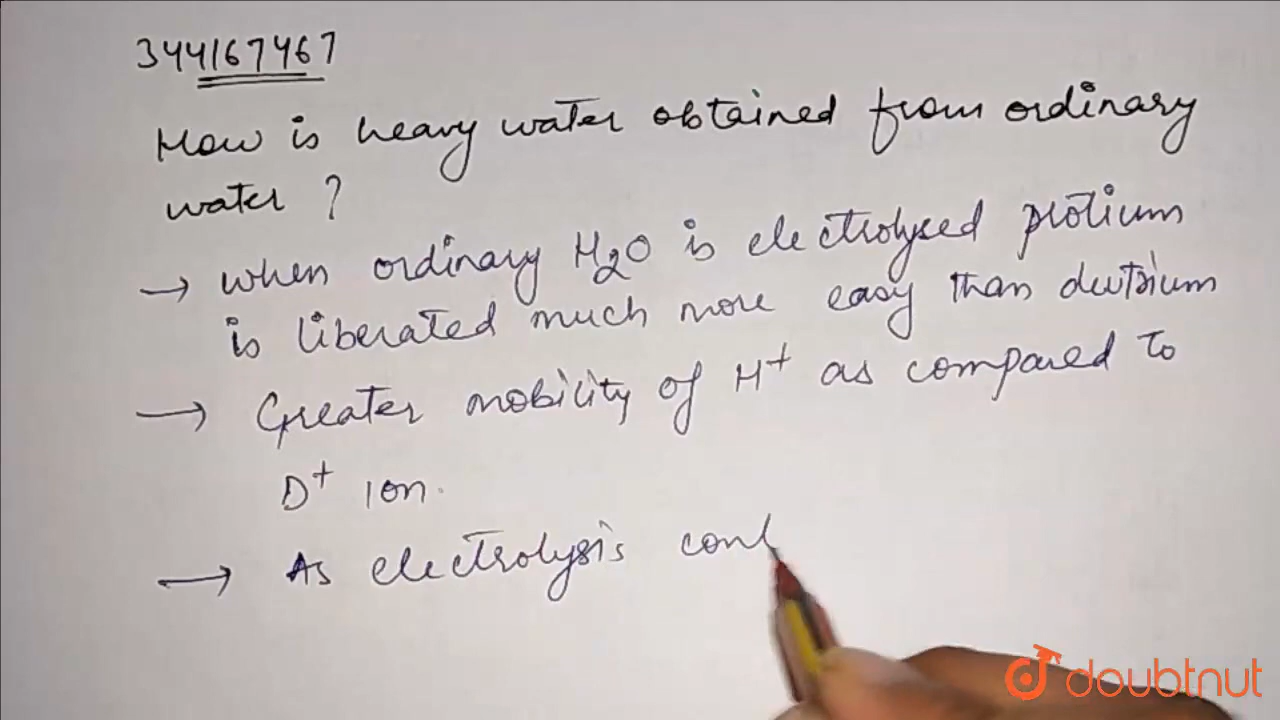 344167467
How is heavy water obtained from ordinary
water ?
→ when ordinary H2O is electrolysed protium
is liberated much more easy than deutrium
→ Greater mobility of H+ as compared to
D+ ion.
→ As electrolysis cont
doubtnut